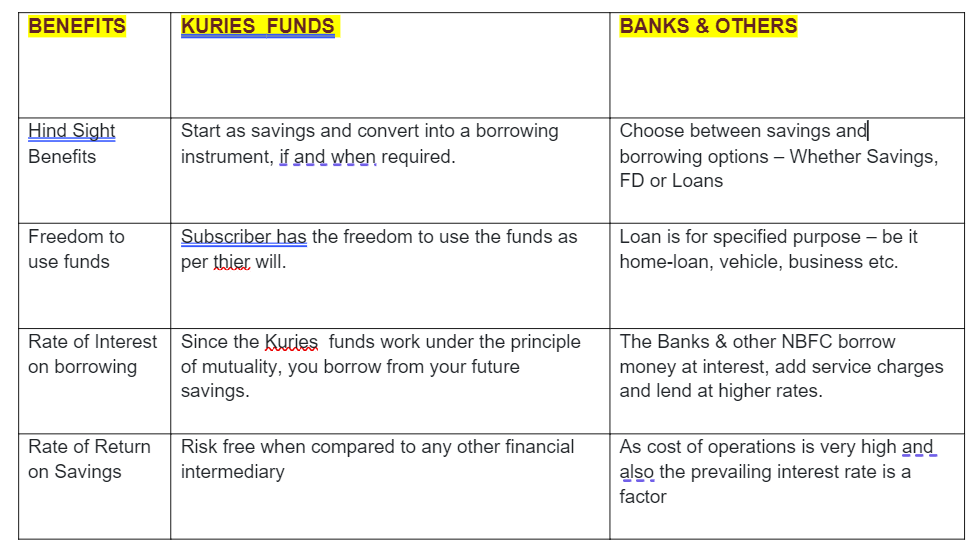 BENEFITS
KURIES  FUNDS
BANKS & OTHERS
Hind Sight
Benefits
Start as savings and convert into a borrowing
instrument, if and when required.
Choose between savings and
borrowing options – Whether Savings,
FD or Loans
Freedom to
use funds
Subscriber has the freedom to use the funds as
per thier will.
Loan is for specified purpose – be it
home-loan, vehicle, business etc.
Rate of Interest
on borrowing
Since the Kuries  funds work under the principle
of mutuality, you borrow from your future
savings.
The Banks & other NBFC borrow
money at interest, add service charges
and lend at higher rates.
Rate of Return
on Savings
Risk free when compared to any other financial
intermediary
As cost of operations is very high and
also the prevailing interest rate is a
factor